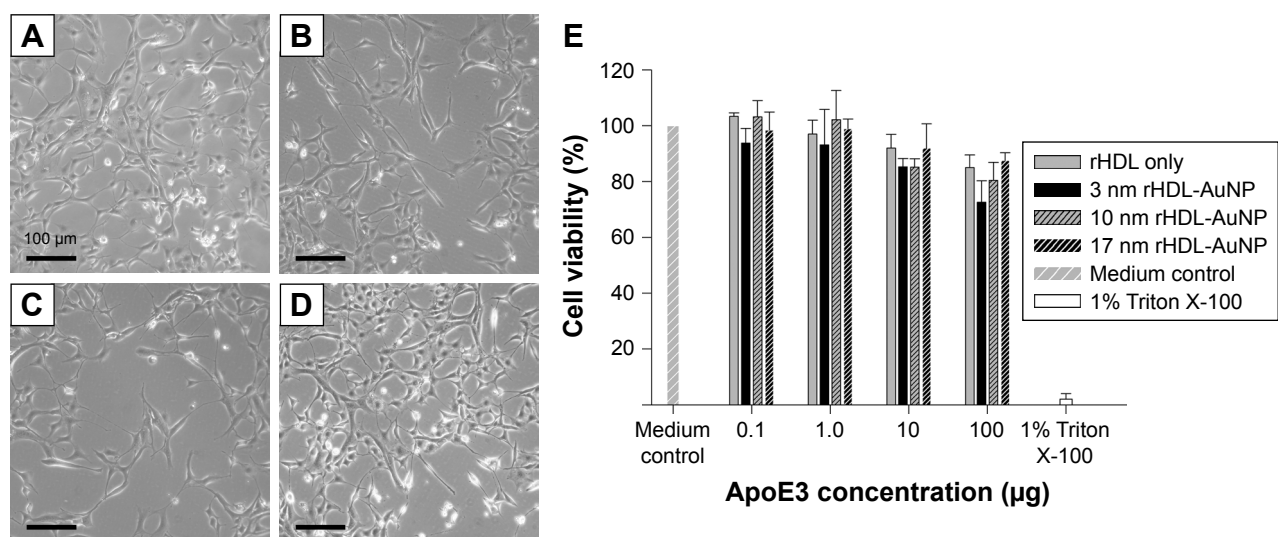 A
B
100 µm
C
D
E
120
100
80
60
40
20
Cell viability (%)
Medium
control
0.1
1.0
10
100
1% Triton
X-100
ApoE3 concentration (µg)
rHDL only
3 nm rHDL-AuNP
10 nm rHDL-AuNP
17 nm rHDL-AuNP
Medium control
1% Triton X-100